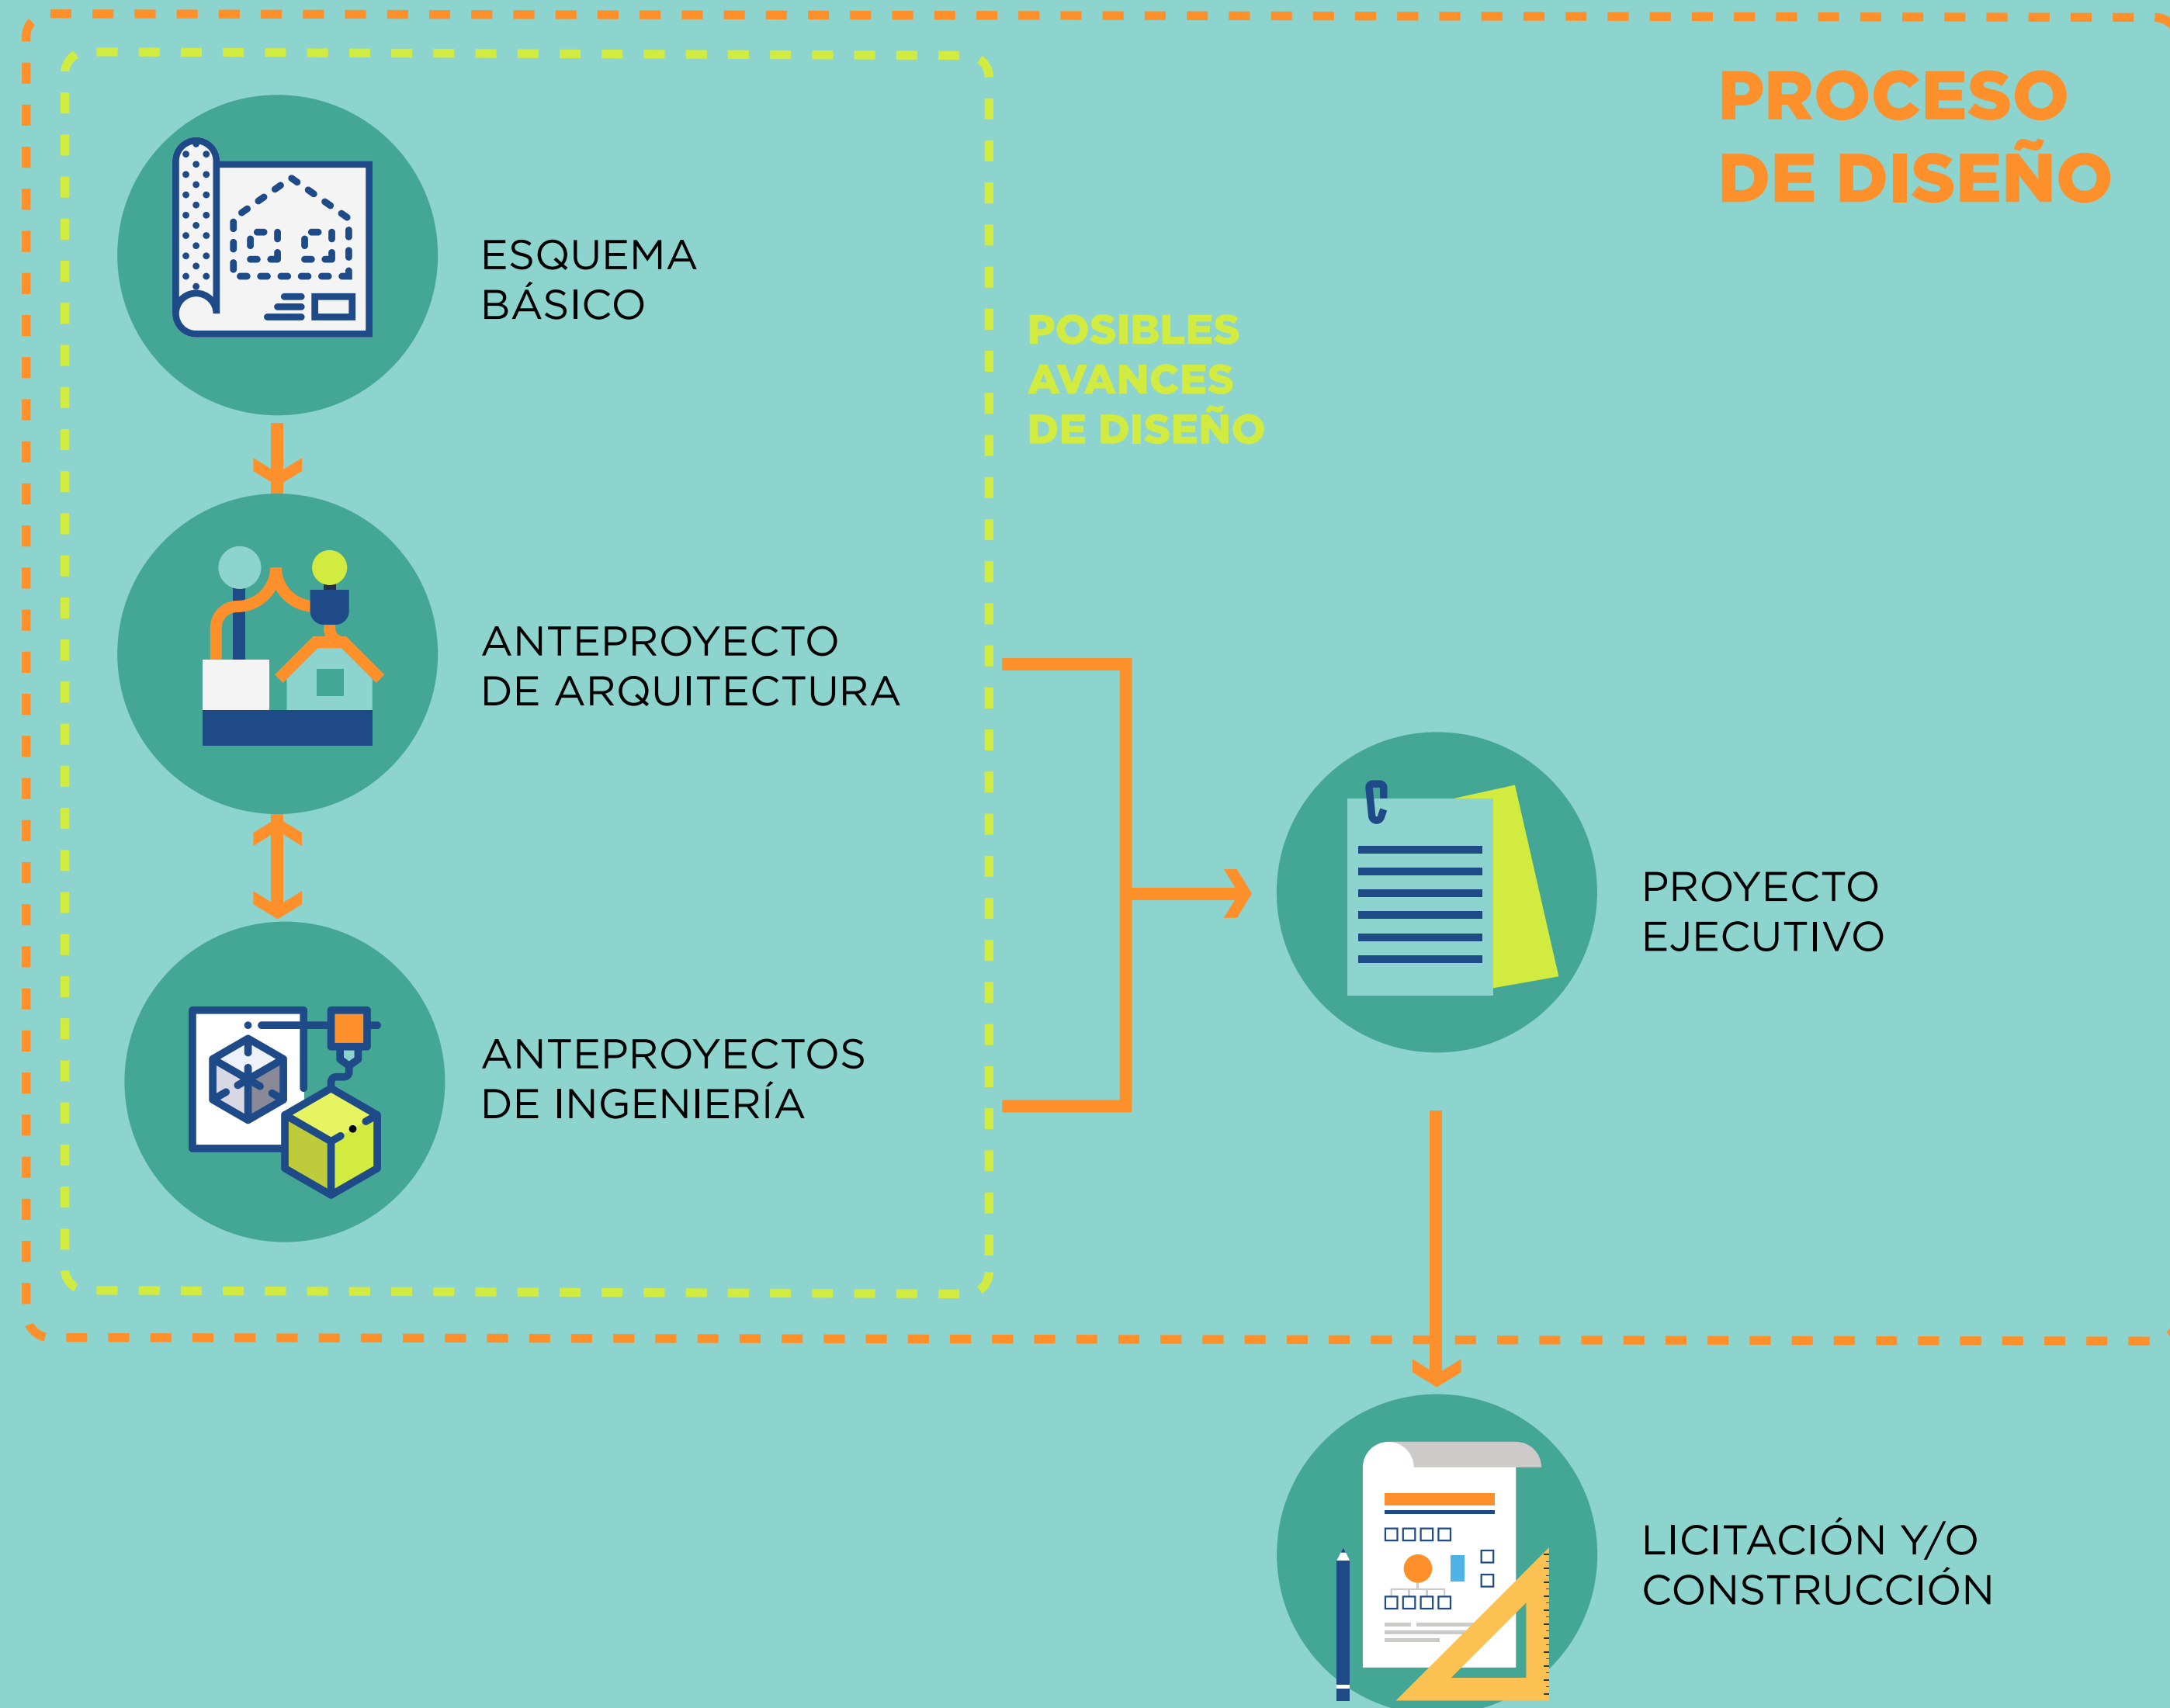 PROCESO
DE DISEÑO
ESQUEMA
BÁSICO
POSIBLES
AVANCES
DE DISEÑO
ANTEPROYECTO
DE ARQUITECTURA
ANTEPROYECTOS
DE INGENIERÍA
PROYECTO
EJECUTIVO
LICITACIÓN Y/O
CONSTRUCCIÓN